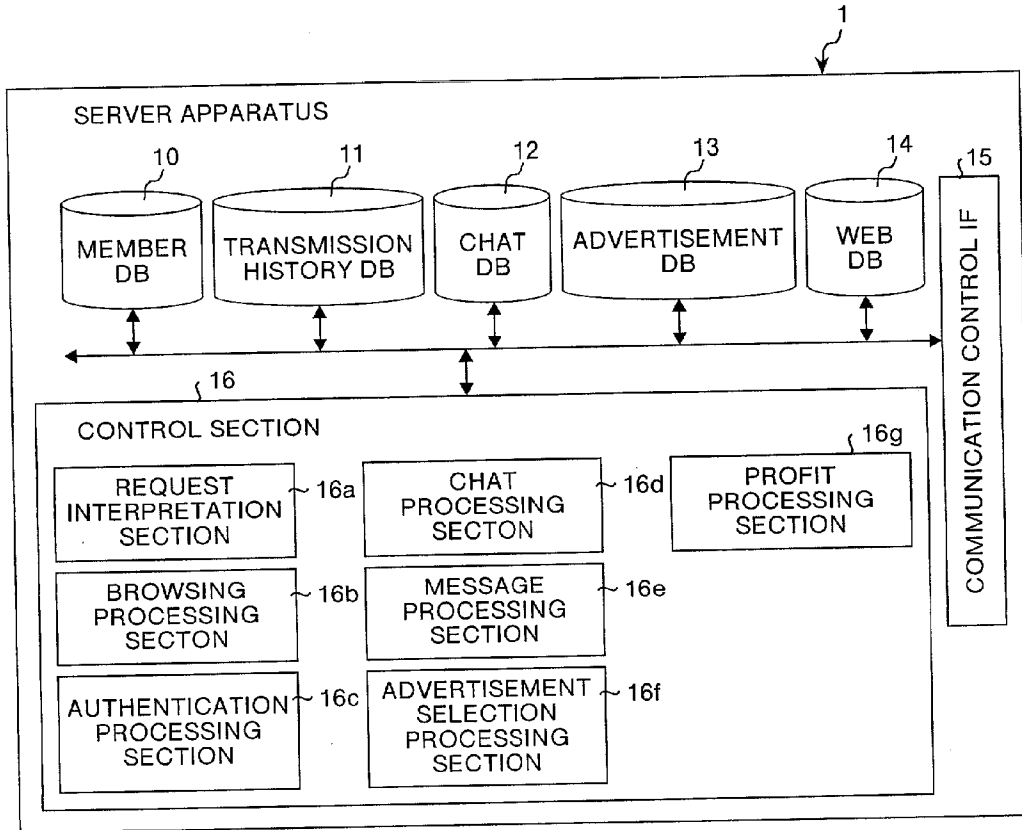 1
SERVER APPARATUS
10
11
12
13
14
15
MEMBER
DB
TRANSMISSION
HISTORY DB
CHAT
DB
ADVERTISEMENT
DB
WEB
DB
COMMUNICATION CONTROL IF
16
CONTROL SECTION
REQUEST
INTERPRETATION
SECTION
16a
CHAT
PROCESSING
SECTON
16d
PROFIT
PROCESSING
SECTION
16g
BROWSING
PROCESSING
SECTON
16b
MESSAGE
PROCESSING
SECTION
16e
AUTHENTICATION
PROCESSING
SECTION
16c
ADVERTISEMENT
SELECTION
PROCESSING
SECTION
16f